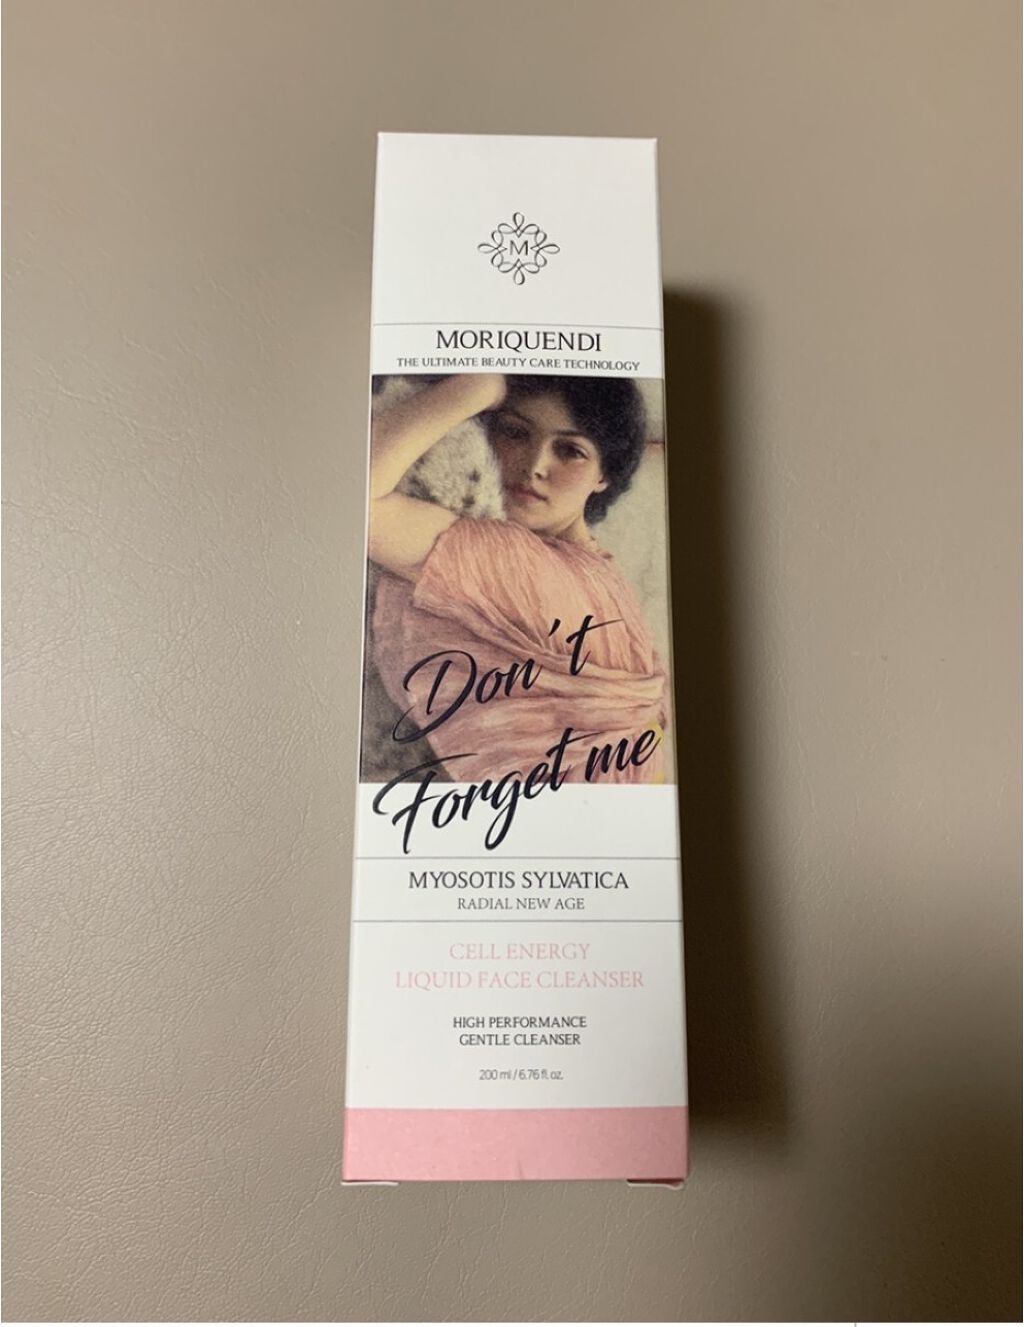 M
MORIQUENDI
THE ULTIMATE BEAUTY CARE TECHNOLOGY
Don't
Forget me
MYOSOTIS SYLVATICA
RADIAL NEW AGE
CELL ENERGY
LIQUID FACE CLEANSER
HIGH PERFORMANCE
GENTLE CLEANSER
200 ml / 6.76 fl. oz.